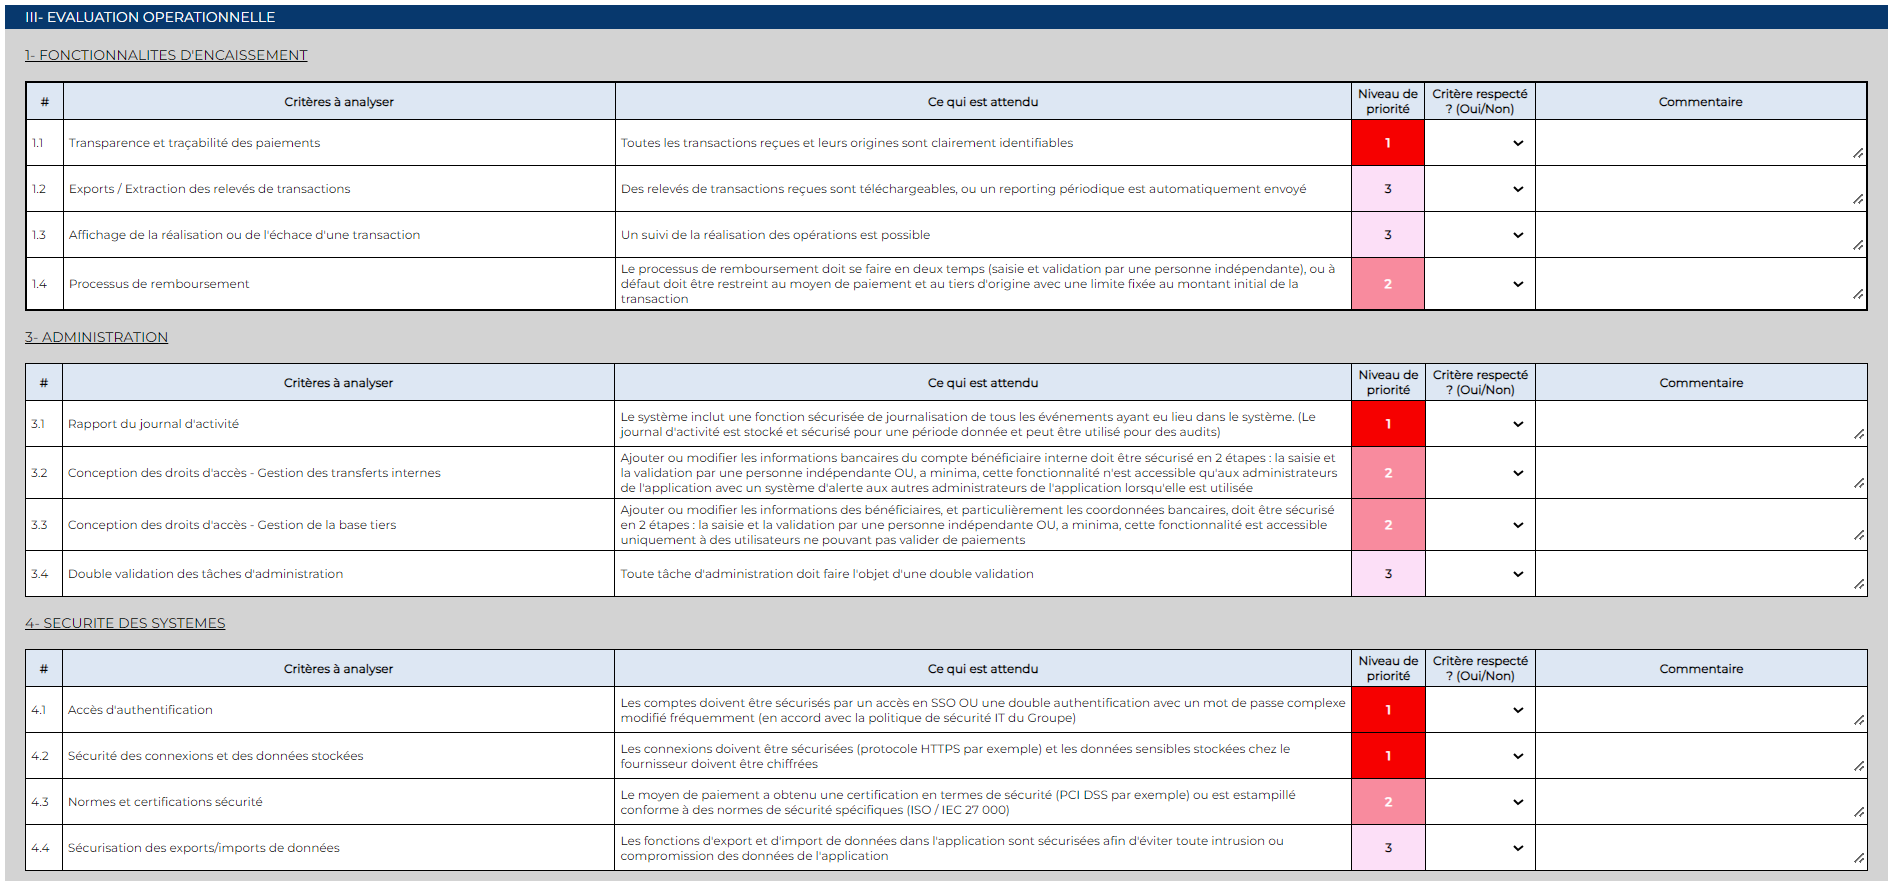 III- EVALUATION OPERATIONNELLE
1- FONCTIONNALITES D'ENCAISSEMENT
# Critères à analyser Ce qui est attendu Niveau de priorité Critère respecté ? (Oui/Non) Commentaire
1.1 Transparence et traçabilité des paiements Toutes les transactions reçues et leurs origines sont clairement identifiables 1
1.2 Exports / Extraction des relevés de transactions Des relevés de transactions reçues sont téléchargeables, ou un reporting périodique est automatiquement envoyé 3
1.3 Affichage de la réalisation ou de l'échace d'une transaction Un suivi de la réalisation des opérations est possible 3
1.4 Processus de remboursement
Le processus de remboursement doit se faire en deux temps (saisie et validation par une personne indépendante), ou à
défaut doit être restreint au moyen de paiement et au tiers d'origine avec une limite fixée au montant initial de la
transaction
2
3- ADMINISTRATION
# Critères à analyser Ce qui est attendu Niveau de priorité Critère respecté ? (Oui/Non) Commentaire
3.1 Rapport du journal d'activité
Le système inclut une fonction sécurisée de journalisation de tous les événements ayant eu lieu dans le système. (Le
journal d'activité est stocké et sécurisé pour une période donnée et peut être utilisé pour des audits)
1
3.2 Conception des droits d'accès - Gestion des transferts internes
Ajouter ou modifier les informations bancaires du compte bénéficiaire interne doit être sécurisé en 2 étapes : la saisie et
la validation par une personne indépendante OU, a minima, cette fonctionnalité n'est accessible qu'aux administrateurs
de l'application avec un système d'alerte aux autres administrateurs de l'application lorsqu'elle est utilisée
2
3.3 Conception des droits d'accès - Gestion de la base tiers
Ajouter ou modifier les informations des bénéficiaires, et particulièrement les coordonnées bancaires, doit être sécurisé
en 2 étapes : la saisie et la validation par une personne indépendante OU, a minima, cette fonctionnalité est accessible
uniquement à des utilisateurs ne pouvant pas valider de paiements
2
3.4 Double validation des tâches d'administration Toute tâche d'administration doit faire l'objet d'une double validation 3
4- SECURITE DES SYSTEMES
# Critères à analyser Ce qui est attendu Niveau de priorité Critère respecté ? (Oui/Non) Commentaire
4.1 Accès d'authentification
Les comptes doivent être sécurisés par un accès en SSO OU une double authentification avec un mot de passe complexe
modifié fréquemment (en accord avec la politique de sécurité IT du Groupe)
1
4.2 Sécurité des connexions et des données stockées
Les connexions doivent être sécurisées (protocole HTTPS par exemple) et les données sensibles stockées chez le
fournisseur doivent être chiffrées
1
4.3 Normes et certifications sécurité
Le moyen de paiement a obtenu une certification en termes de sécurité (PCI DSS par exemple) ou est estampillé
conforme à des normes de sécurité spécifiques (ISO / IEC 27 000)
2
4.4 Sécurisation des exports/imports de données
Les fonctions d'export et d'import de données dans l'application sont sécurisées afin d'éviter toute intrusion ou
compromission des données de l'application
3